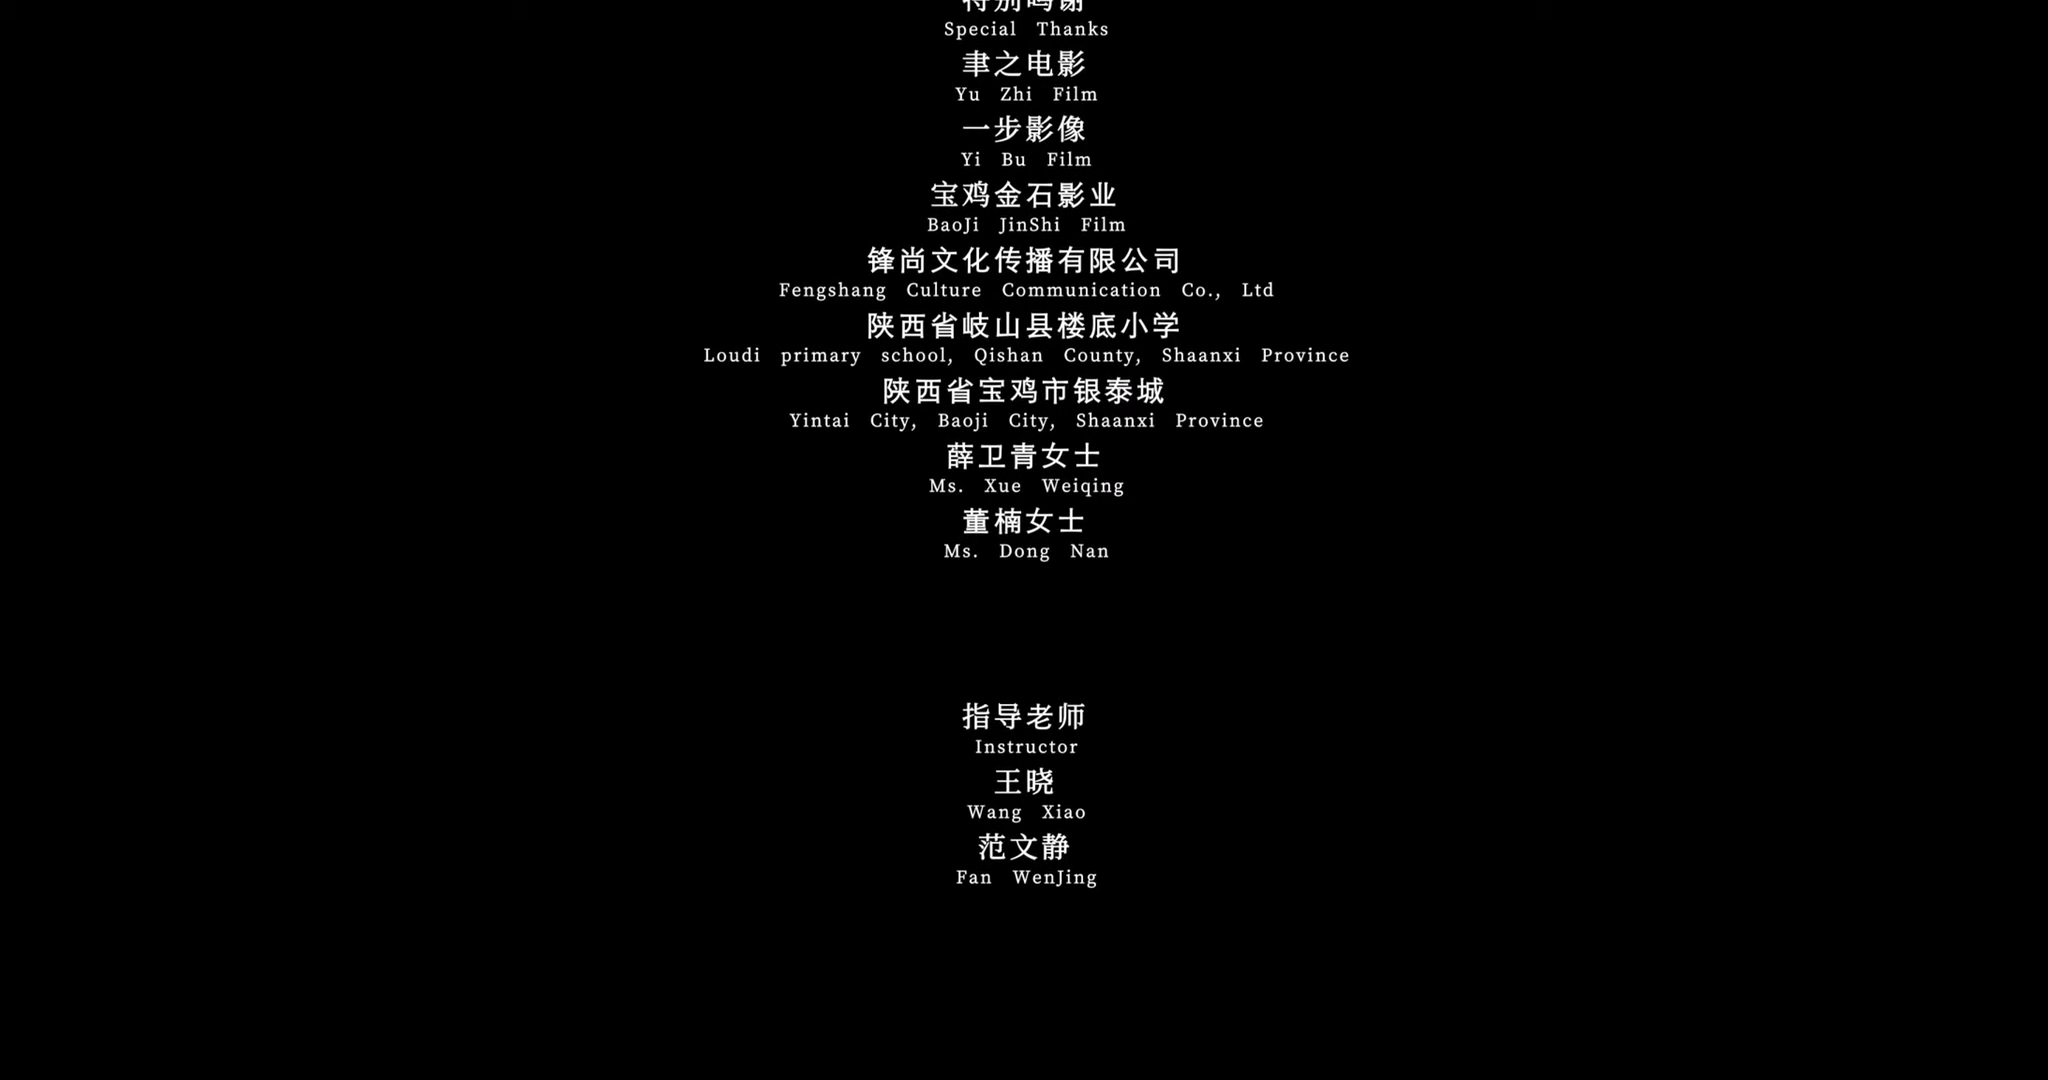 特别鸣谢
Special Thanks
聿之电影
Yu Zhi Film
一步影像
Yi Bu Film
宝鸡金石影业
BaoJi JinShi Film
锋尚文化传播有限公司
Fengshang Culture Communication Co., Ltd
陕西省岐山县楼底小学
Loudi primary school, Qishan County, Shaanxi Province
陕西省宝鸡市银泰城
Yintai City, Baoji City, Shaanxi Province
薛卫青女士
Ms. Xue Weiqing
董楠女士
Ms. Dong Nan
指导老师
Instructor
王晓
Wang Xiao
范文静
Fan WenJing